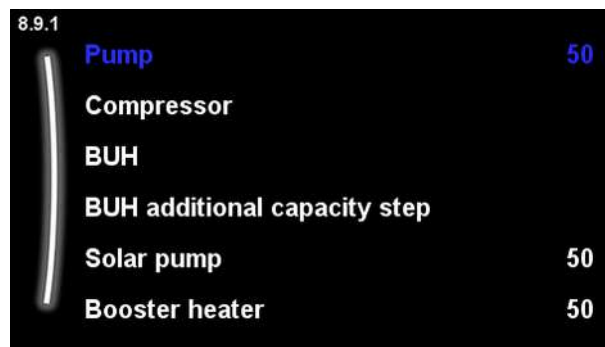 8.9.1
Pump 50
Compressor
BUH
BUH additional capacity step
Solar pump 50
Booster heater 50